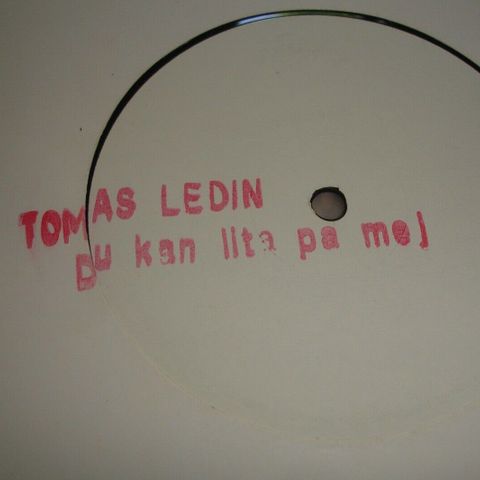 TOMAS LEDIN
Du kan lita pa mej